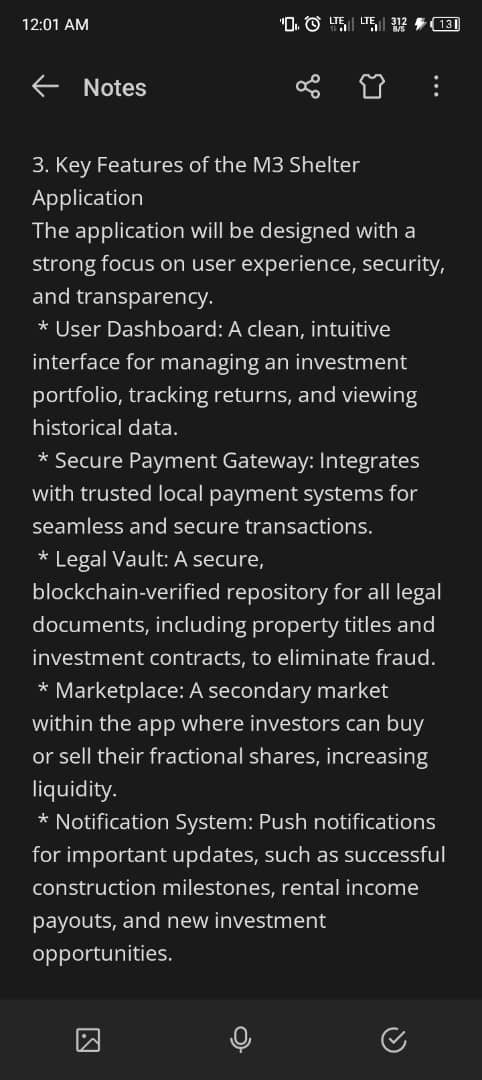 12:01 AM
LTE LTE 312 B/S 13
Notes
3. Key Features of the M3 Shelter
Application
The application will be designed with a
strong focus on user experience, security,
and transparency.
* User Dashboard: A clean, intuitive
interface for managing an investment
portfolio, tracking returns, and viewing
historical data.
* Secure Payment Gateway: Integrates
with trusted local payment systems for
seamless and secure transactions.
* Legal Vault: A secure,
blockchain-verified repository for all legal
documents, including property titles and
investment contracts, to eliminate fraud.
* Marketplace: A secondary market
within the app where investors can buy
or sell their fractional shares, increasing
liquidity.
* Notification System: Push notifications
for important updates, such as successful
construction milestones, rental income
payouts, and new investment
opportunities.